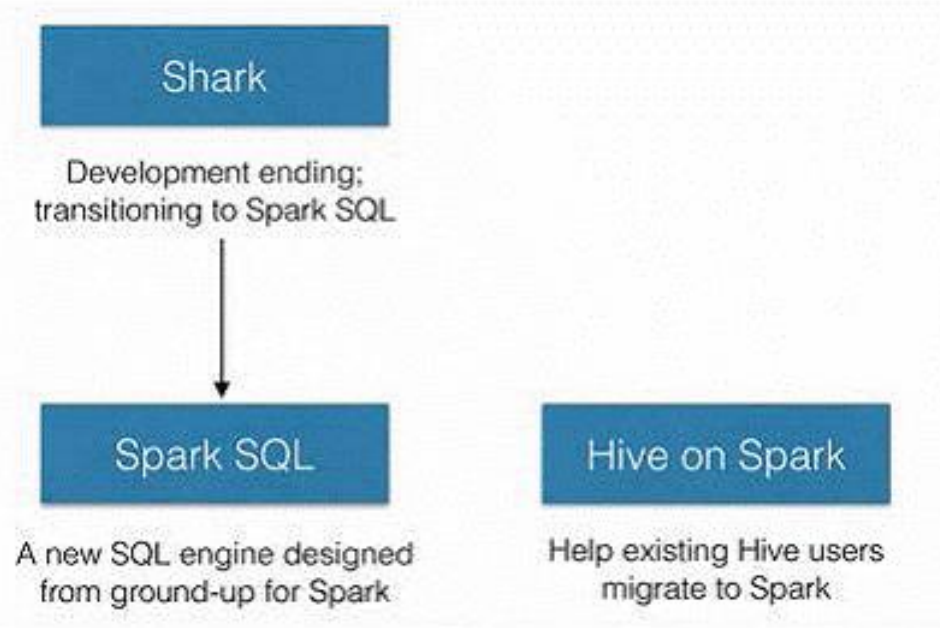 Shark
Development ending;
transitioning to Spark SQL
Spark SQL
A new SQL engine designed
from ground-up for Spark
Hive on Spark
Help existing Hive users
migrate to Spark